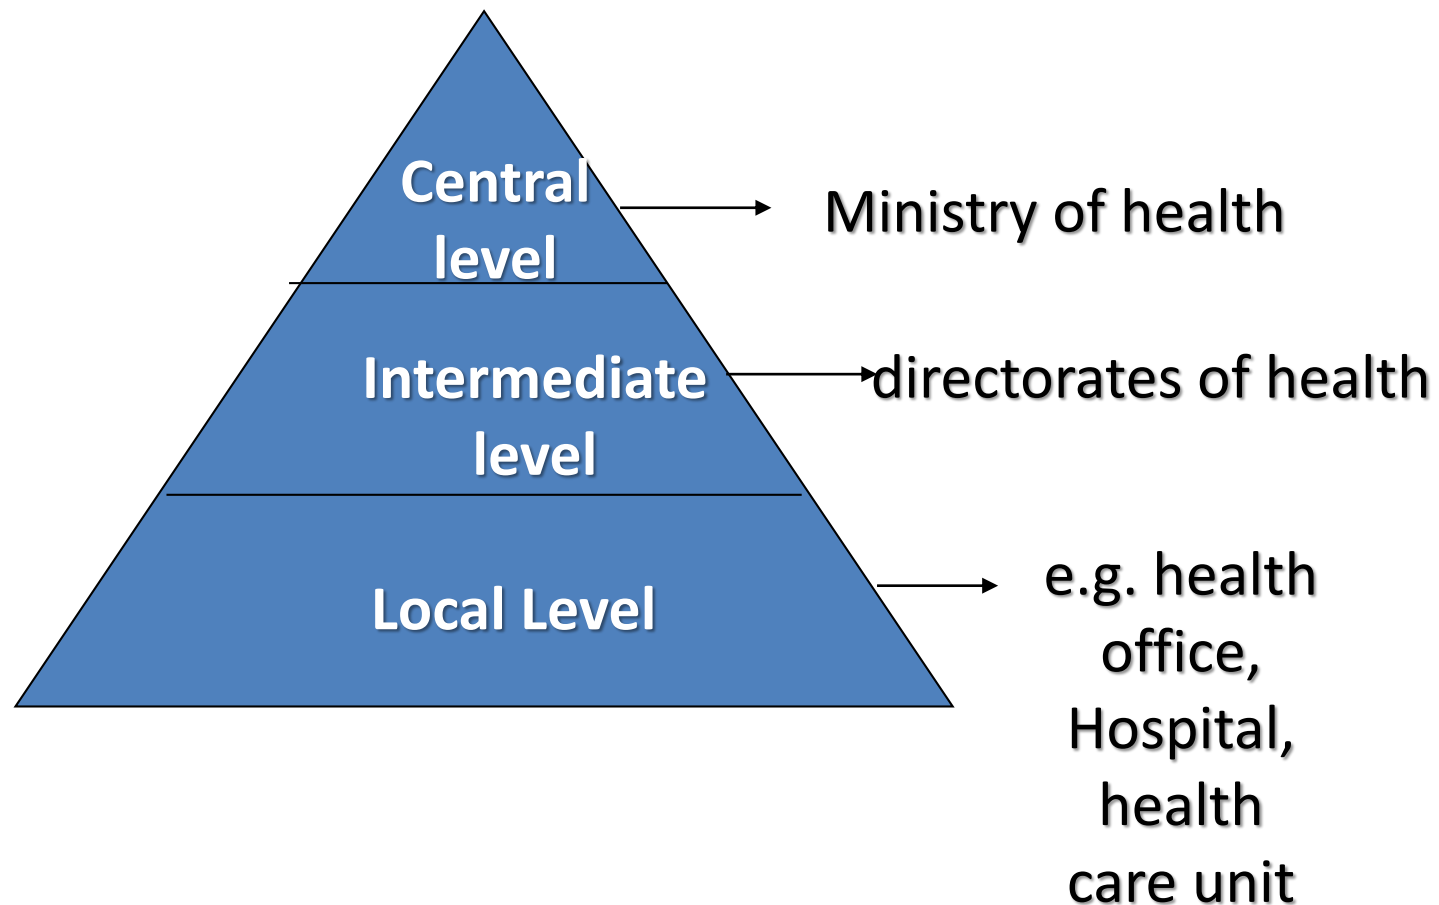 Central
level
Ministry of health
Intermediate
level
directorates of health
Local Level
e.g. health
office,
Hospital,
health
care unit